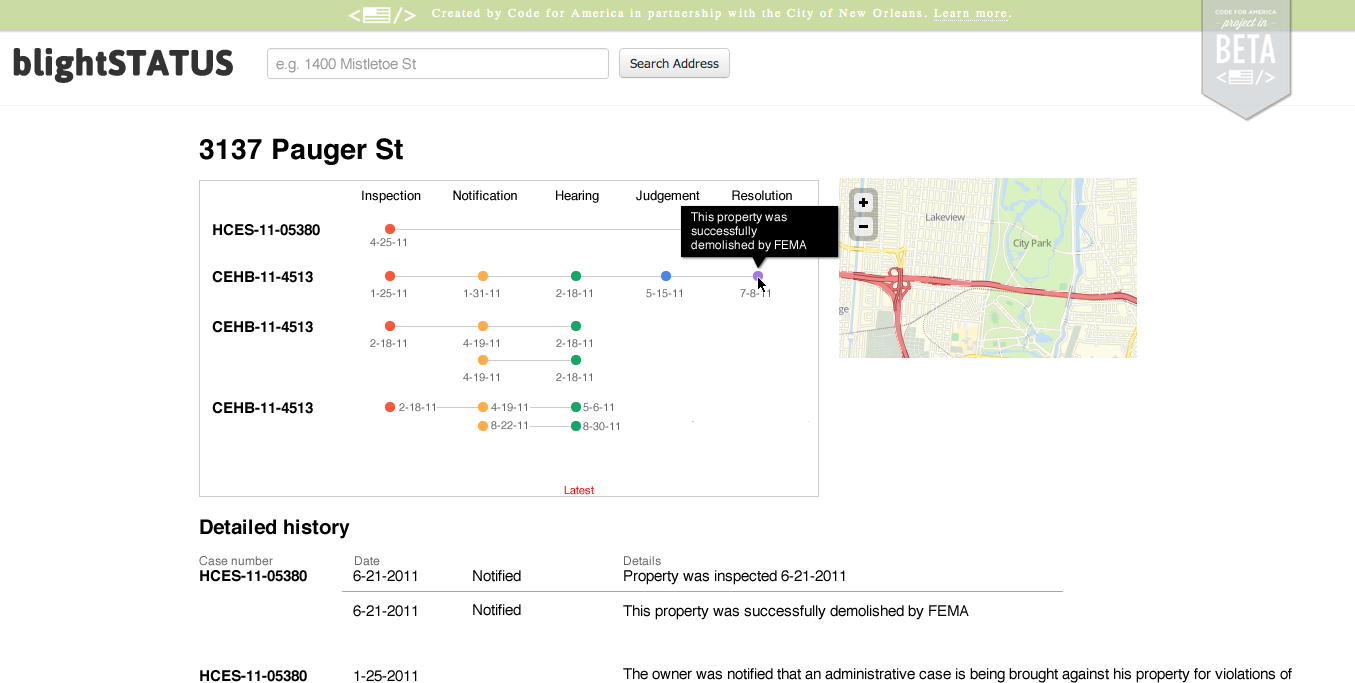 Created by Code for America in partnership with the City of New Orleans. Learn more.
CODE FOR AMERICA
- project in -
BETA
blightSTATUS
e.g. 1400 Mistletoe St
Search Address
3137 Pauger St
Inspection Notification Hearing Judgement Resolution
This property was
successfully
demolished by FEMA
HCES-11-05380
4-25-11
CEHB-11-4513
1-25-11 1-31-11 2-18-11 5-15-11 7-8-11
CEHB-11-4513
2-18-11 4-19-11 2-18-11
4-19-11 2-18-11
CEHB-11-4513 2-18-11 4-19-11 5-6-11
8-22-11 8-30-11
Latest
+
−
Lakeview
City Park
ge
Detailed history
Case number Date Details
HCES-11-05380 6-21-2011 Notified Property was inspected 6-21-2011
6-21-2011 Notified This property was successfully demolished by FEMA
HCES-11-05380 1-25-2011 The owner was notified that an administrative case is being brought against his property for violations of